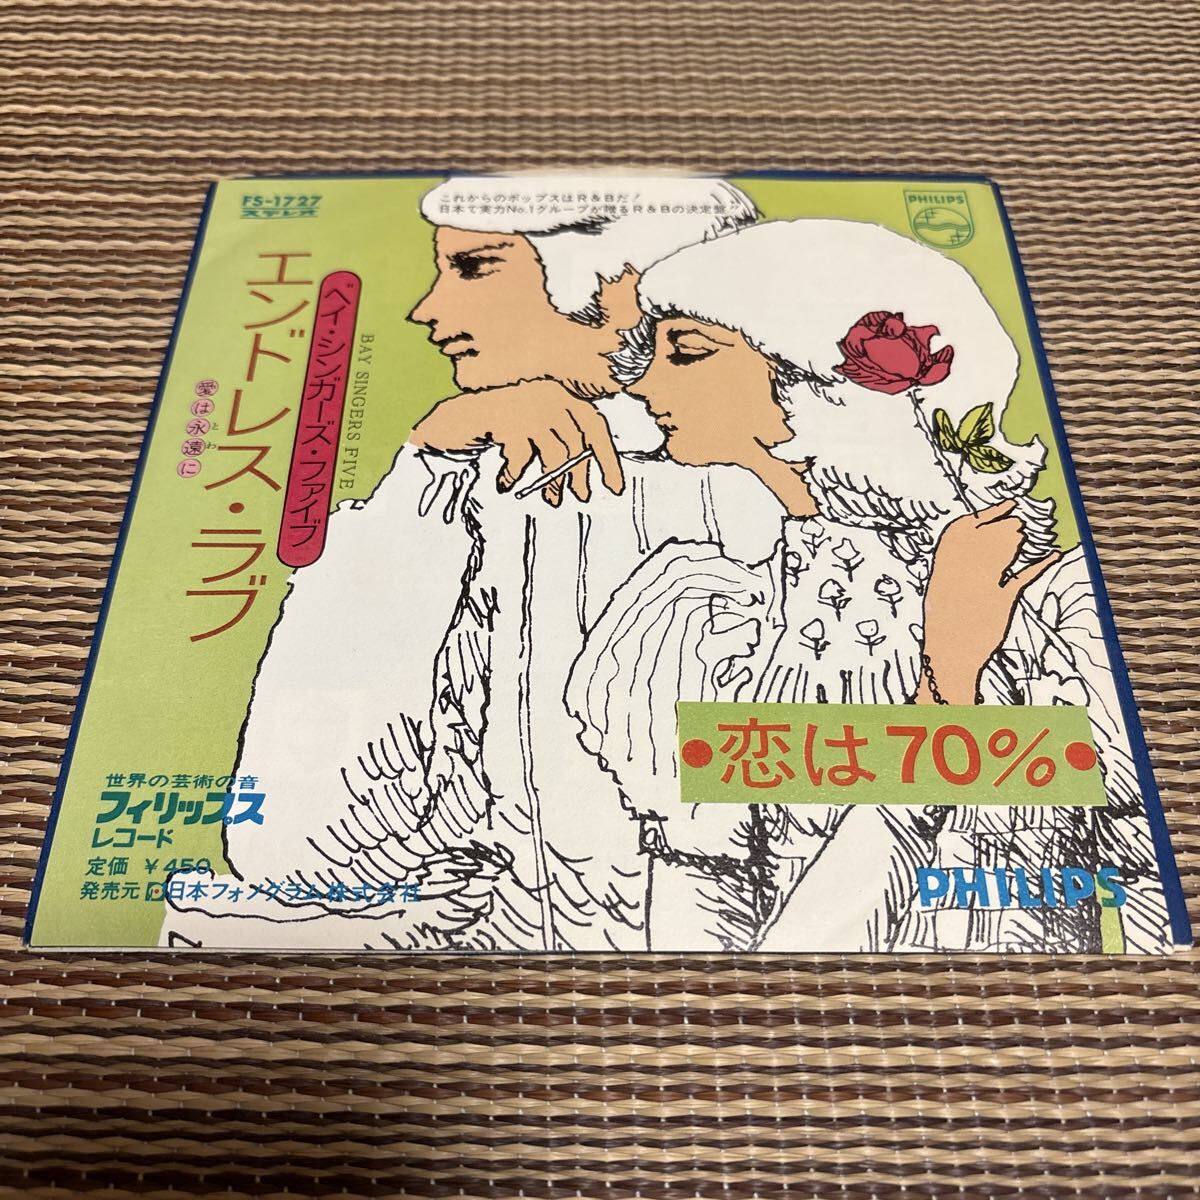 FS-1727
ステレオ
これからのポップスはR&Bだ!
日本で実力No.1グループが贈るR&Bの決定盤!!
PHILIPS
エンドレス・ラブ
愛は永遠に
とわ
ベイ・シンガーズ・ファイブ
BAY SINGERS FIVE
•恋は70%•
世界の芸術の音
フィリップス
レコード
定価 ¥450
発売元 日本フォノグラム株式会社
PHILIPS